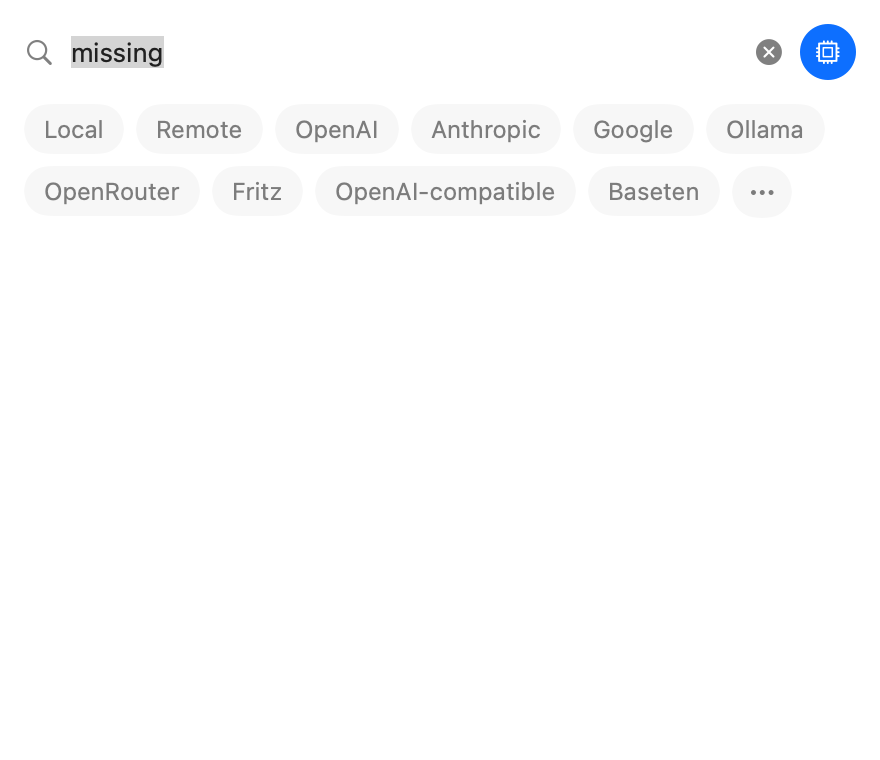 missing
Local Remote OpenAI Anthropic Google Ollama
OpenRouter Fritz OpenAI-compatible Baseten ...